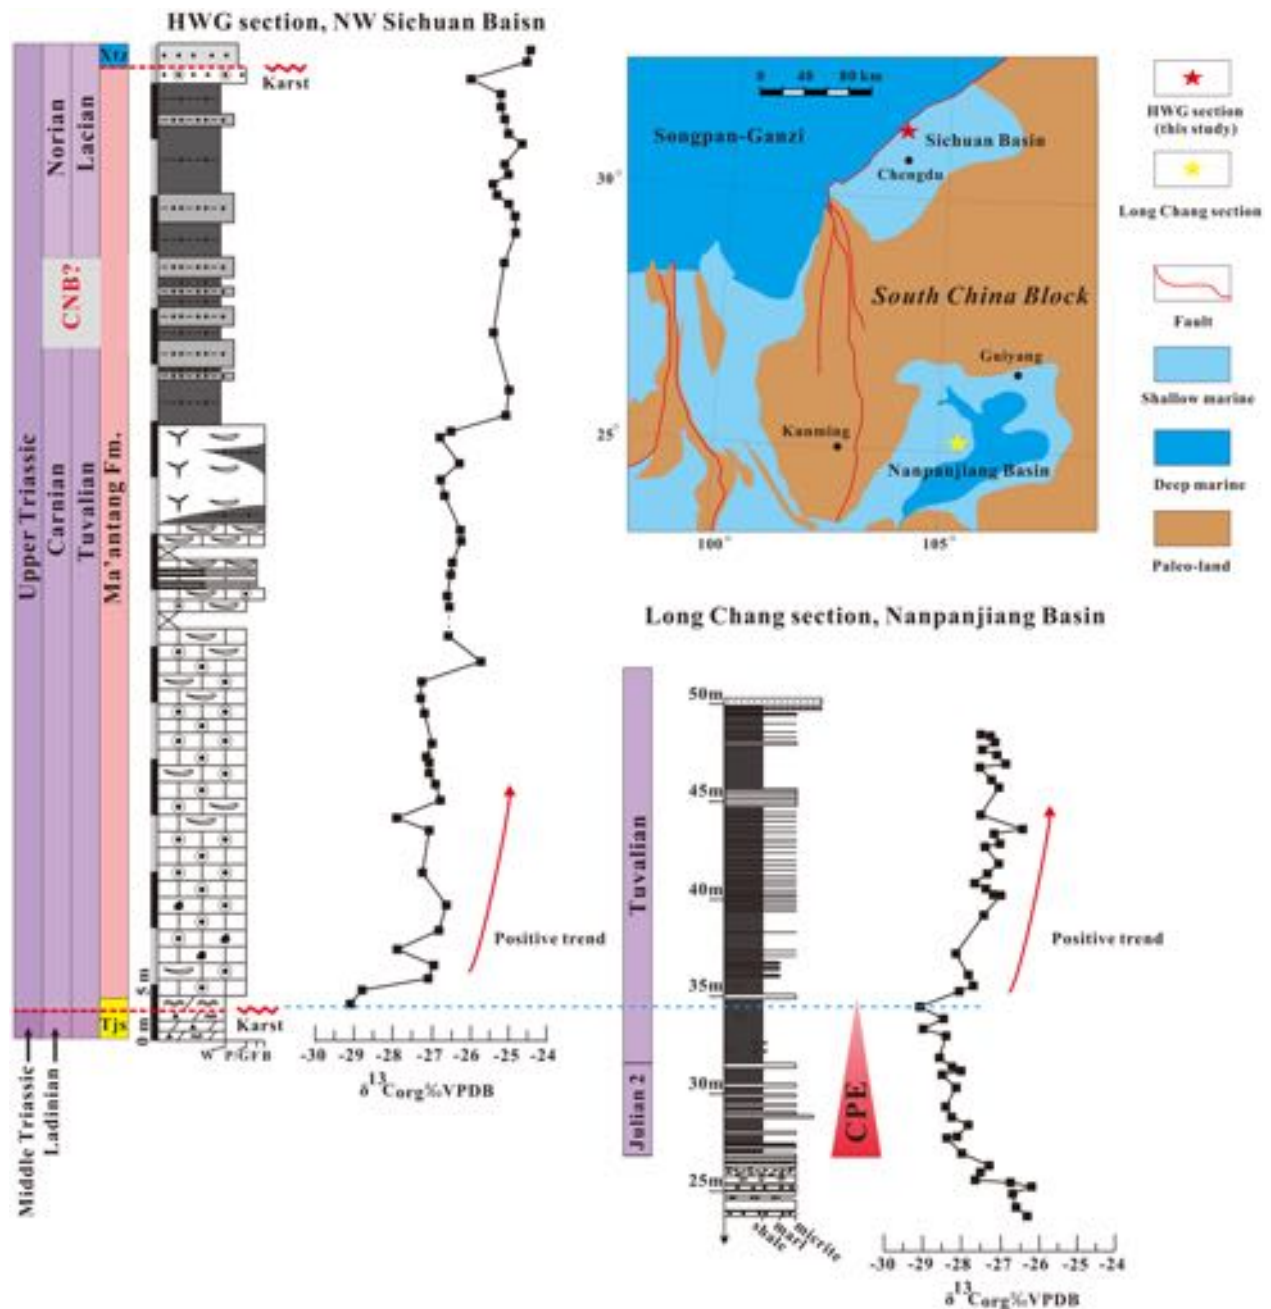 HWG section, NW Sichuan Baisn
Karst
Norian
Lacian
CNB?
Upper Triassic
Carnian
Tuvalian
Ma'antang Fm.
Tjs
5 m
0 m
Karst
W P/G F B
Positive trend
-30 -29 -28 -27 -26 -25 -24
δ13Corg‰VPDB
Middle Triassic
Ladinian
0 40 80 km
Songpan-Ganzi
Sichuan Basin
Chengdu
30°
South China Block
Guiyang
25°
Kunming
Nanpanjiang Basin
100°
105°
HWG section
(this study)
Long Chang section
Fault
Shallow marine
Deep marine
Paleo-land
Long Chang section, Nanpanjiang Basin
50m
45m
40m
35m
30m
25m
Tuvalian
Julian 2
CPE
Positive trend
shale
marl
micrite
-30 -29 -28 -27 -26 -25 -24
δ13Corg‰VPDB